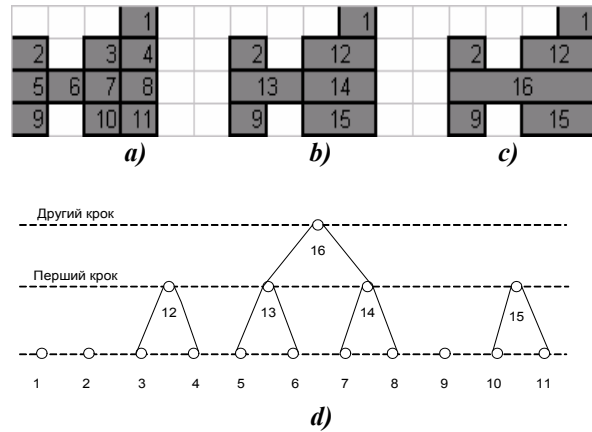 1 1 1
2 3 4 2 12 2 12
5 6 7 8 13 14 16
9 10 11 9 15 9 15
a) b) c)
Другий крок
16
Перший крок
12 13 14 15
1 2 3 4 5 6 7 8 9 10 11
d)